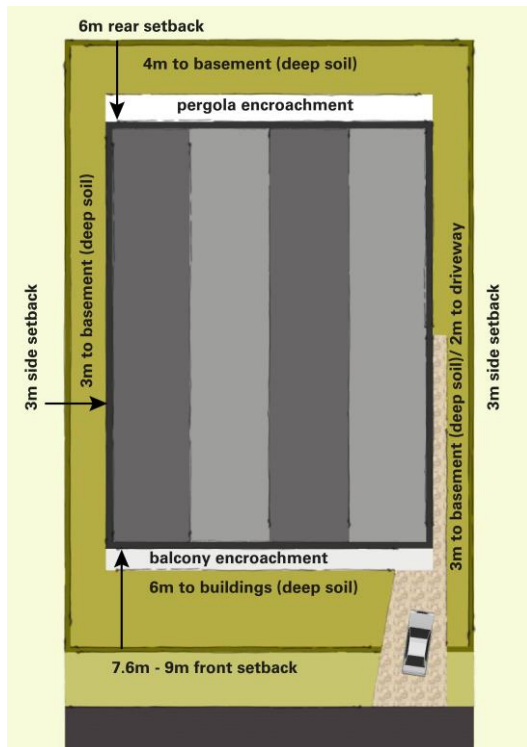 6m rear setback
4m to basement (deep soil)
pergola encroachment
3m to basement (deep soil)
3m side setback
3m to basement (deep soil)/ 2m to driveway
3m side setback
balcony encroachment
6m to buildings (deep soil)
7.6m - 9m front setback